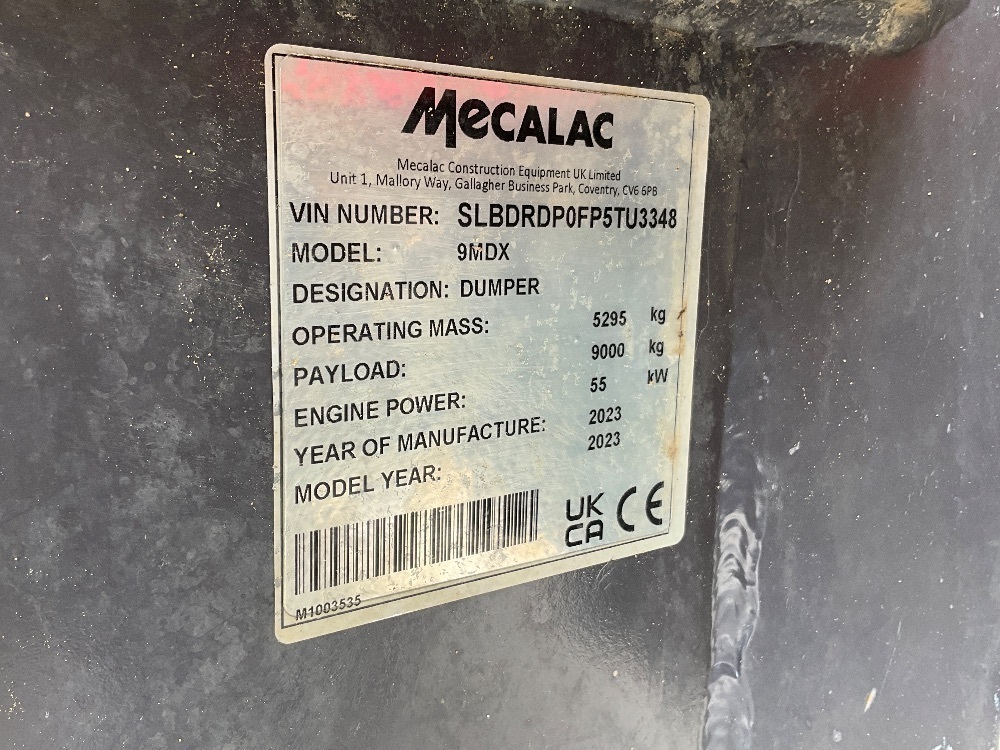 MECALAC
Mecalac Construction Equipment UK Limited
Unit 1, Mallory Way, Gallagher Business Park, Coventry, CV6 6PB
VIN NUMBER: SLBDRDP0FP5TU3348
MODEL: 9MDX
DESIGNATION: DUMPER
OPERATING MASS: 5295 kg
PAYLOAD: 9000 kg
ENGINE POWER: 55 kW
YEAR OF MANUFACTURE: 2023
MODEL YEAR: 2023
UK
CA CE
M1003535